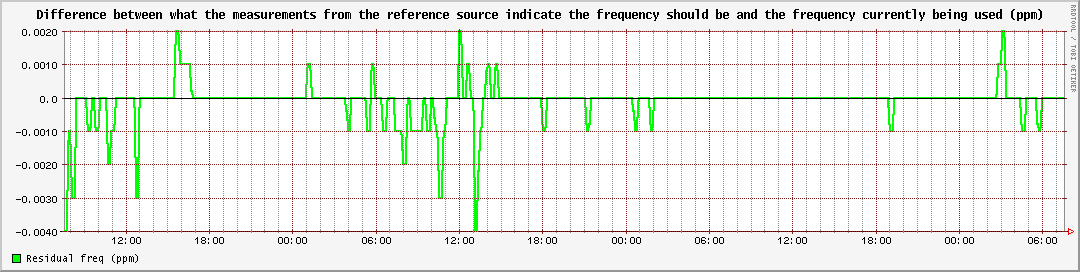 Difference between what the measurements from the reference source indicate the frequency should be and the frequency currently being used (ppm)
RRDTOOL / TOBI OETIKER
0.0020
0.0010
0.0
-0.0010
-0.0020
-0.0030
-0.0040
12:00 18:00 00:00 06:00 12:00 18:00 00:00 06:00 12:00 18:00 00:00 06:00
Residual freq (ppm)